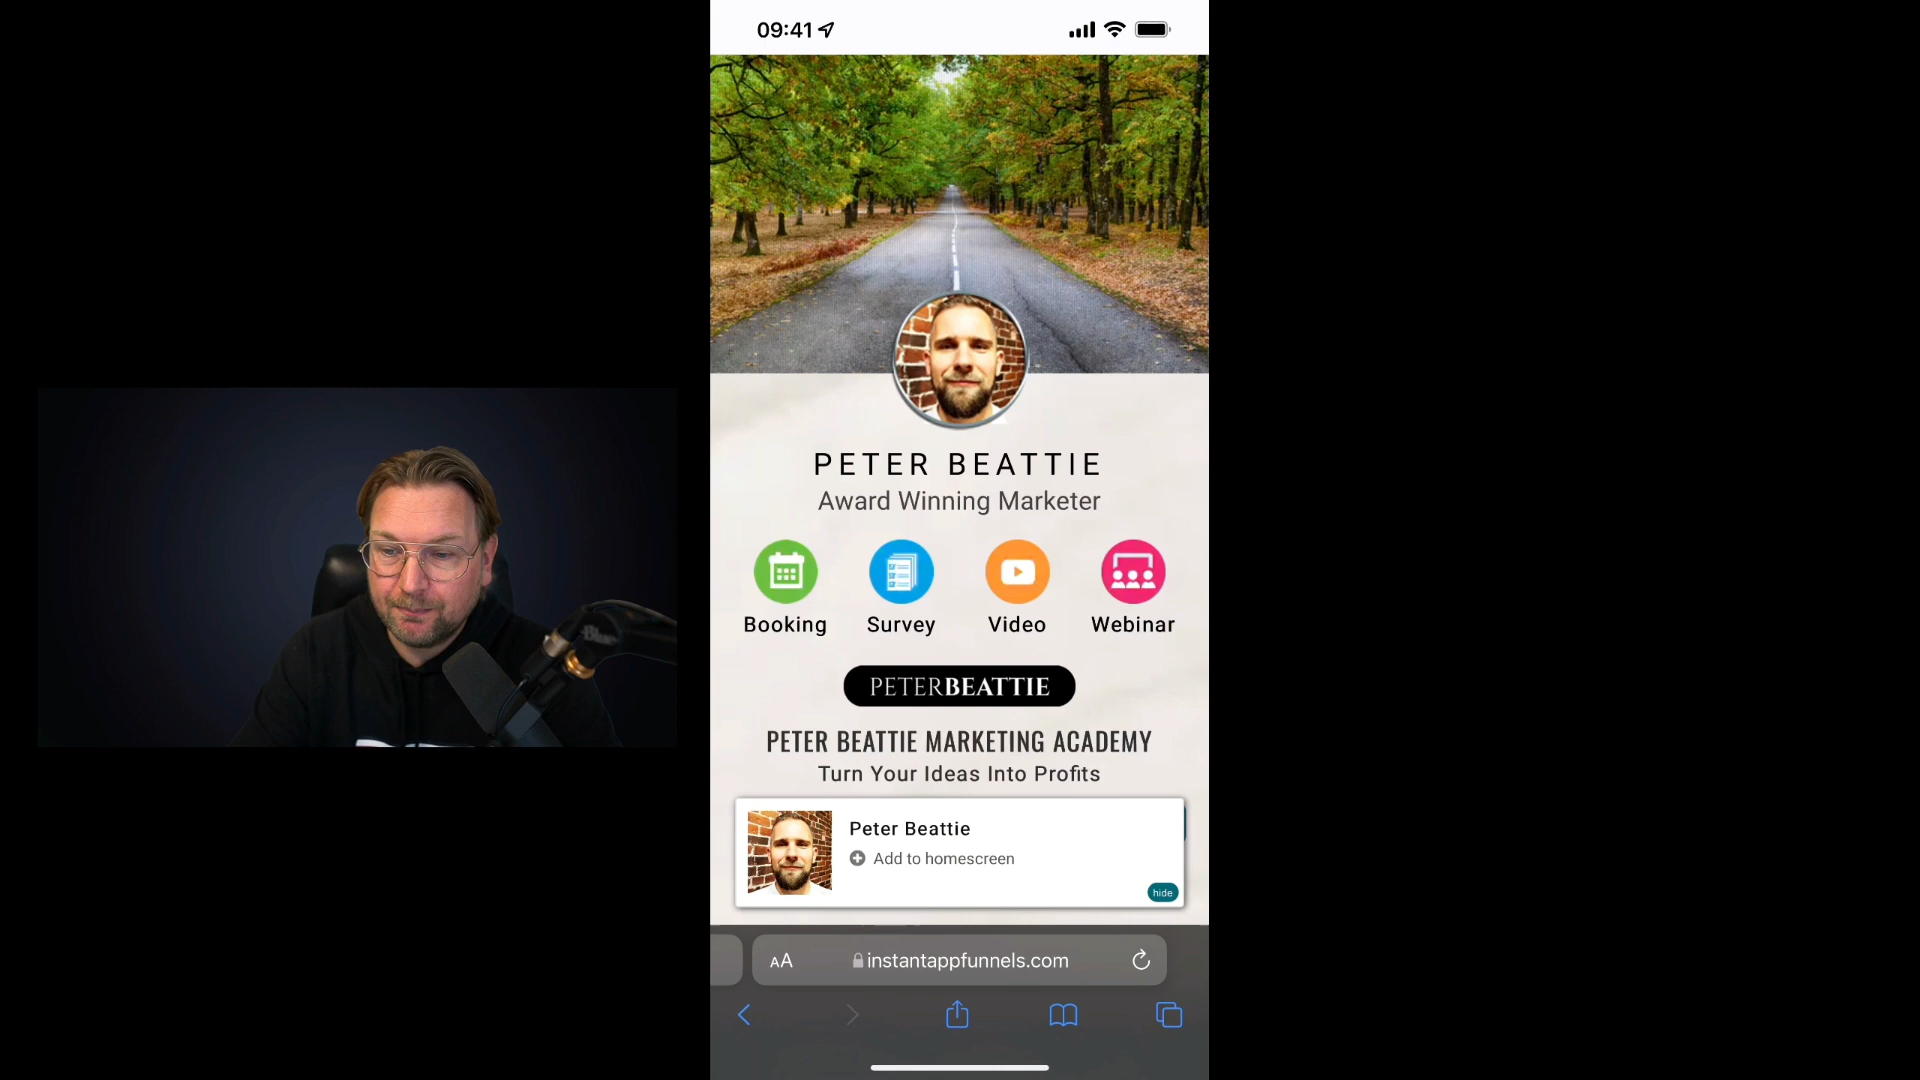 09:41
PETER BEATTIE
Award Winning Marketer
Booking
Survey
Video
Webinar
PETERBEATTIE
PETER BEATTIE MARKETING ACADEMY
Turn Your Ideas Into Profits
Peter Beattie
Add to homescreen
hide
AA
instantappfunnels.com
Blue